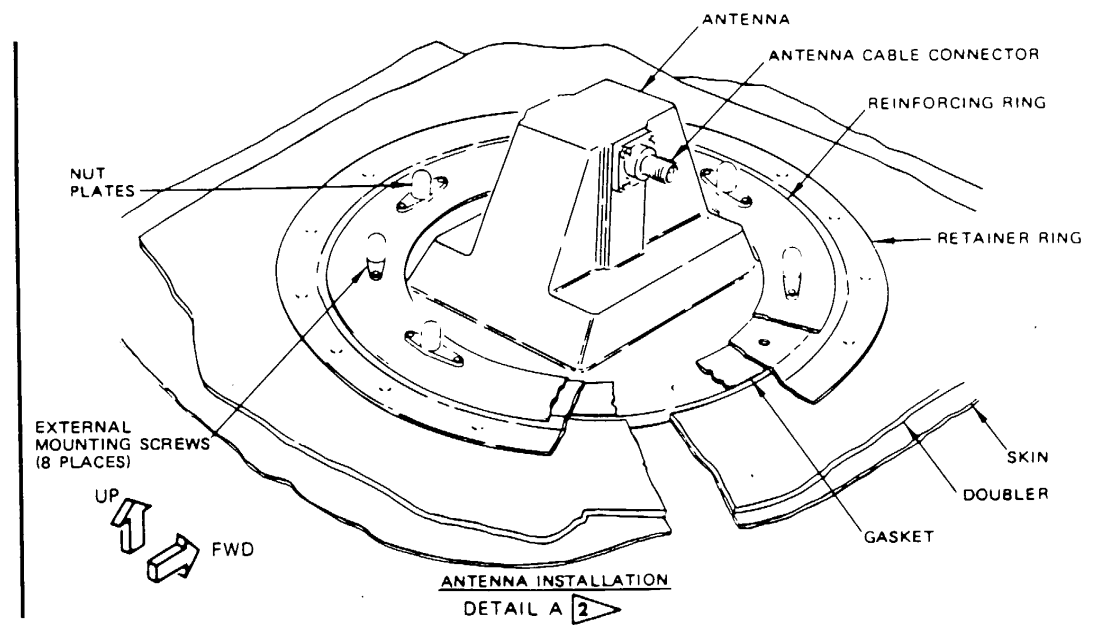 ANTENNA
ANTENNA CABLE CONNECTOR
REINFORCING RING
NUT
PLATES
RETAINER RING
EXTERNAL
MOUNTING SCREWS
(8 PLACES)
SKIN
DOUBLER
GASKET
UP
FWD
ANTENNA INSTALLATION
DETAIL A 2